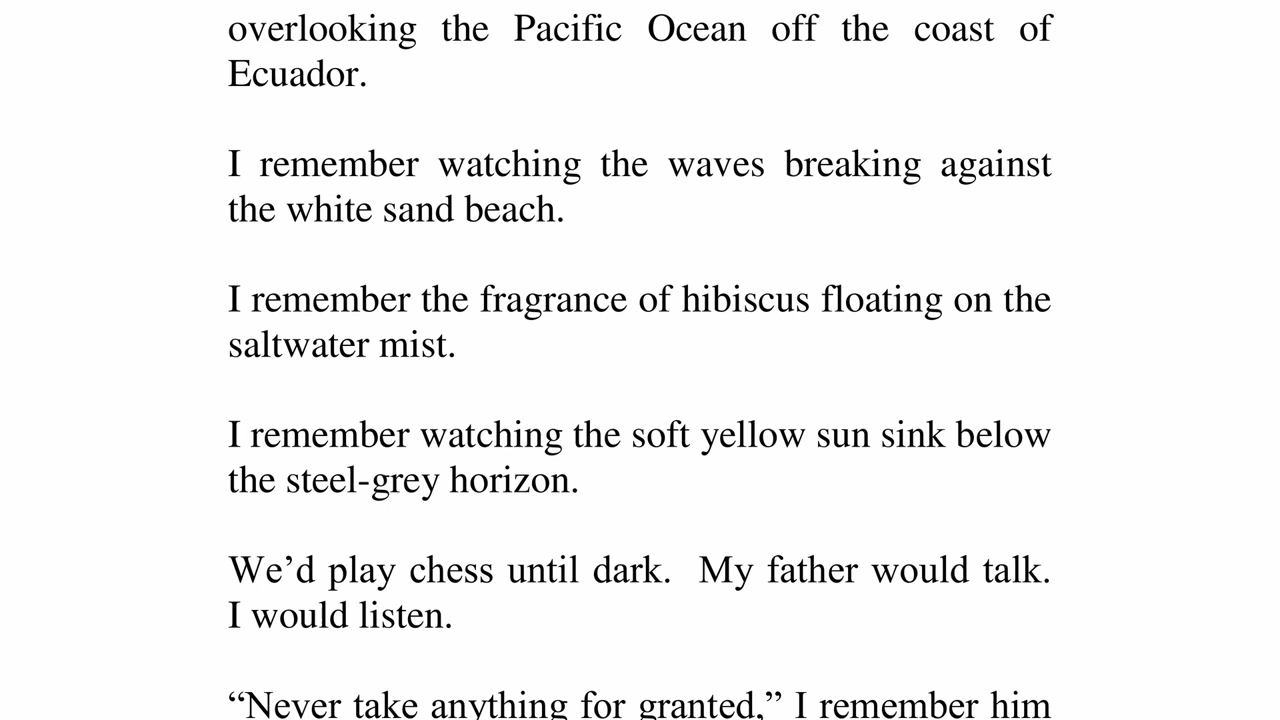 overlooking the Pacific Ocean off the coast of
Ecuador.
I remember watching the waves breaking against
the white sand beach.
I remember the fragrance of hibiscus floating on the
saltwater mist.
I remember watching the soft yellow sun sink below
the steel-grey horizon.
We’d play chess until dark.  My father would talk.
I would listen.
“Never take anything for granted,” I remember him